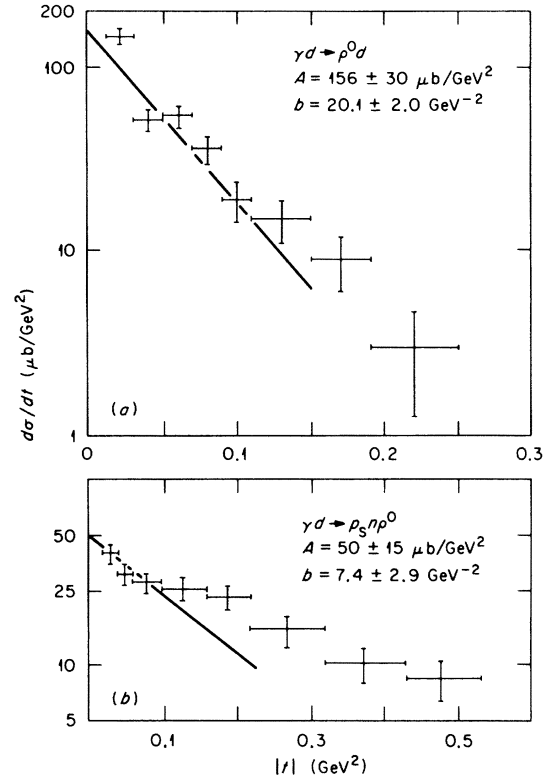 200
100
10
1
γd→ρ⁰d
A = 156 ± 30 μb/GeV²
b = 20.1 ± 2.0 GeV⁻²
(a)
0 0.1 0.2 0.3
dσ/dt (μb/GeV²)
50
25
10
5
γd→pₛnρ⁰
A = 50 ± 15 μb/GeV²
b = 7.4 ± 2.9 GeV⁻²
(b)
0.1 0.3 0.5
|t| (GeV²)